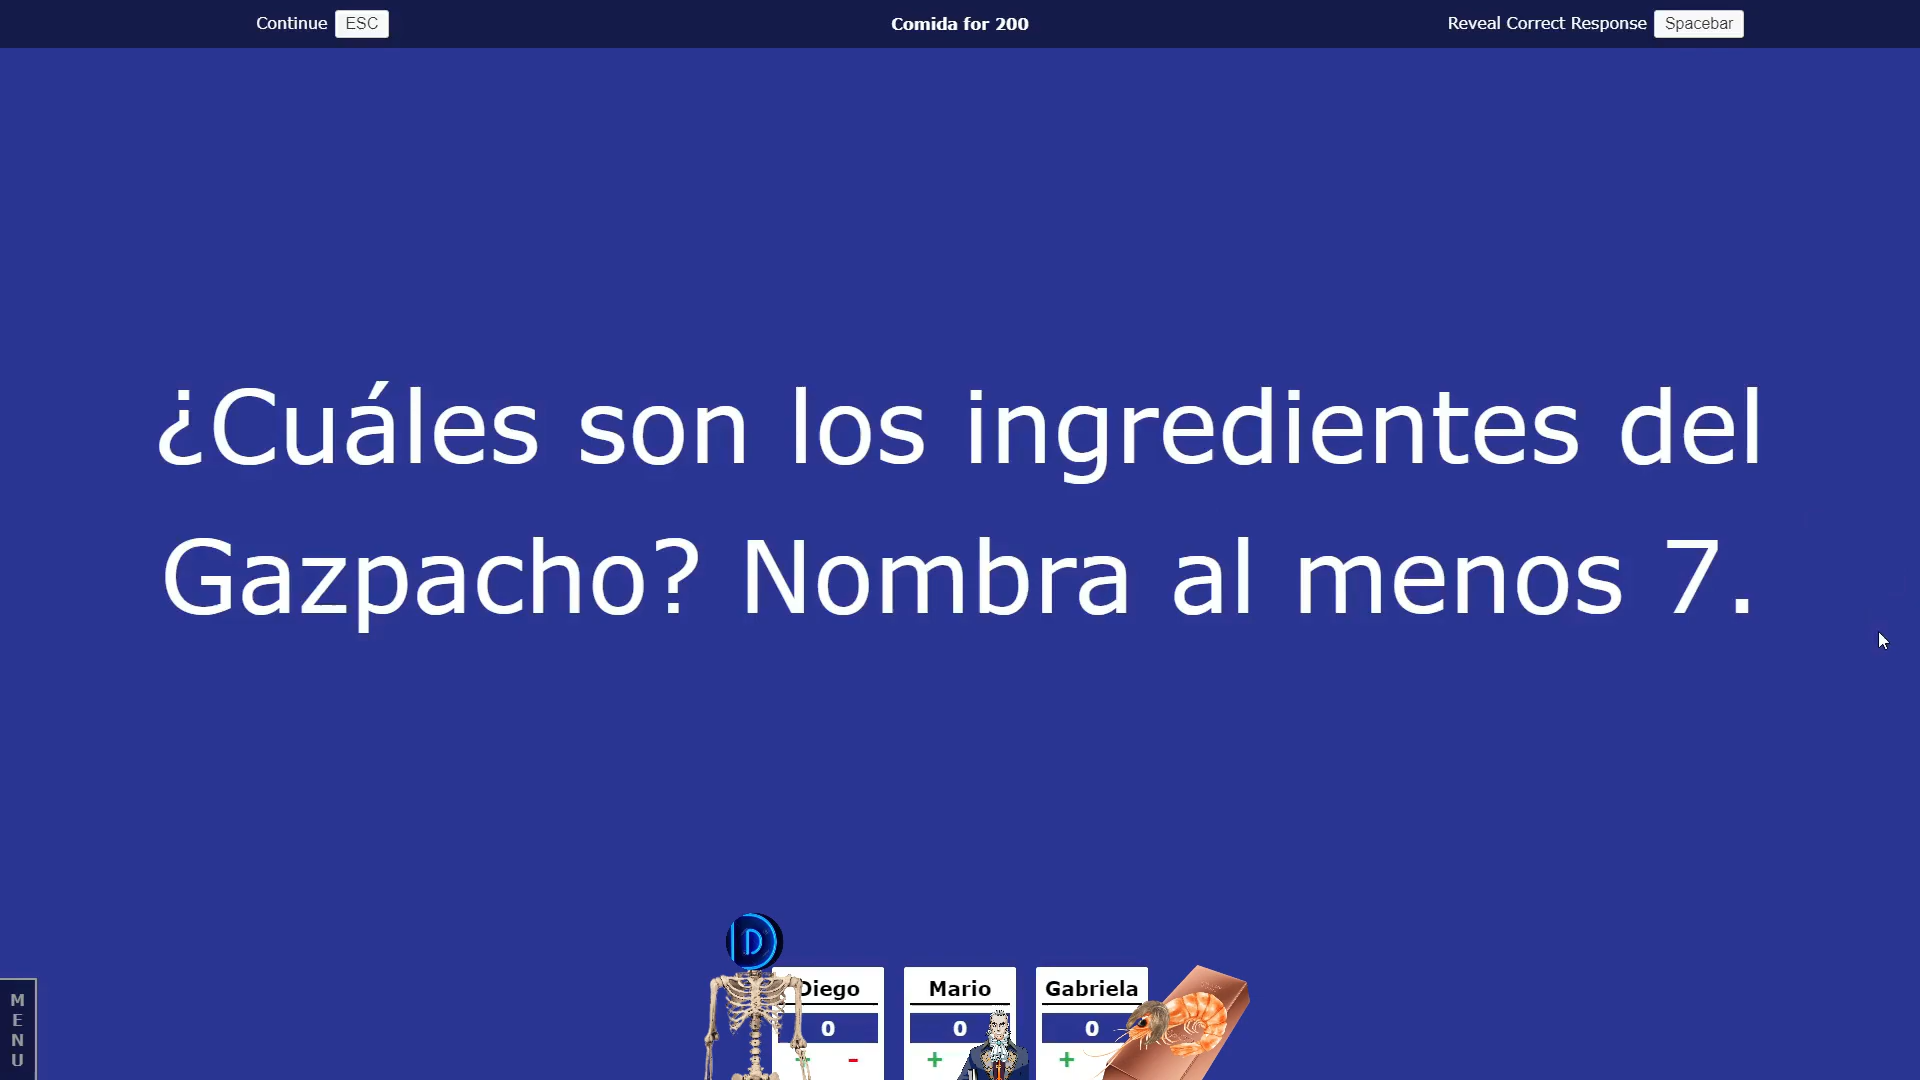 Continue ESC
Comida for 200
Reveal Correct Response Spacebar
¿Cuáles son los ingredientes del
Gazpacho? Nombra al menos 7.
MENU
D
Diego
0
+ -
Mario
0
+
Gabriela
0
+